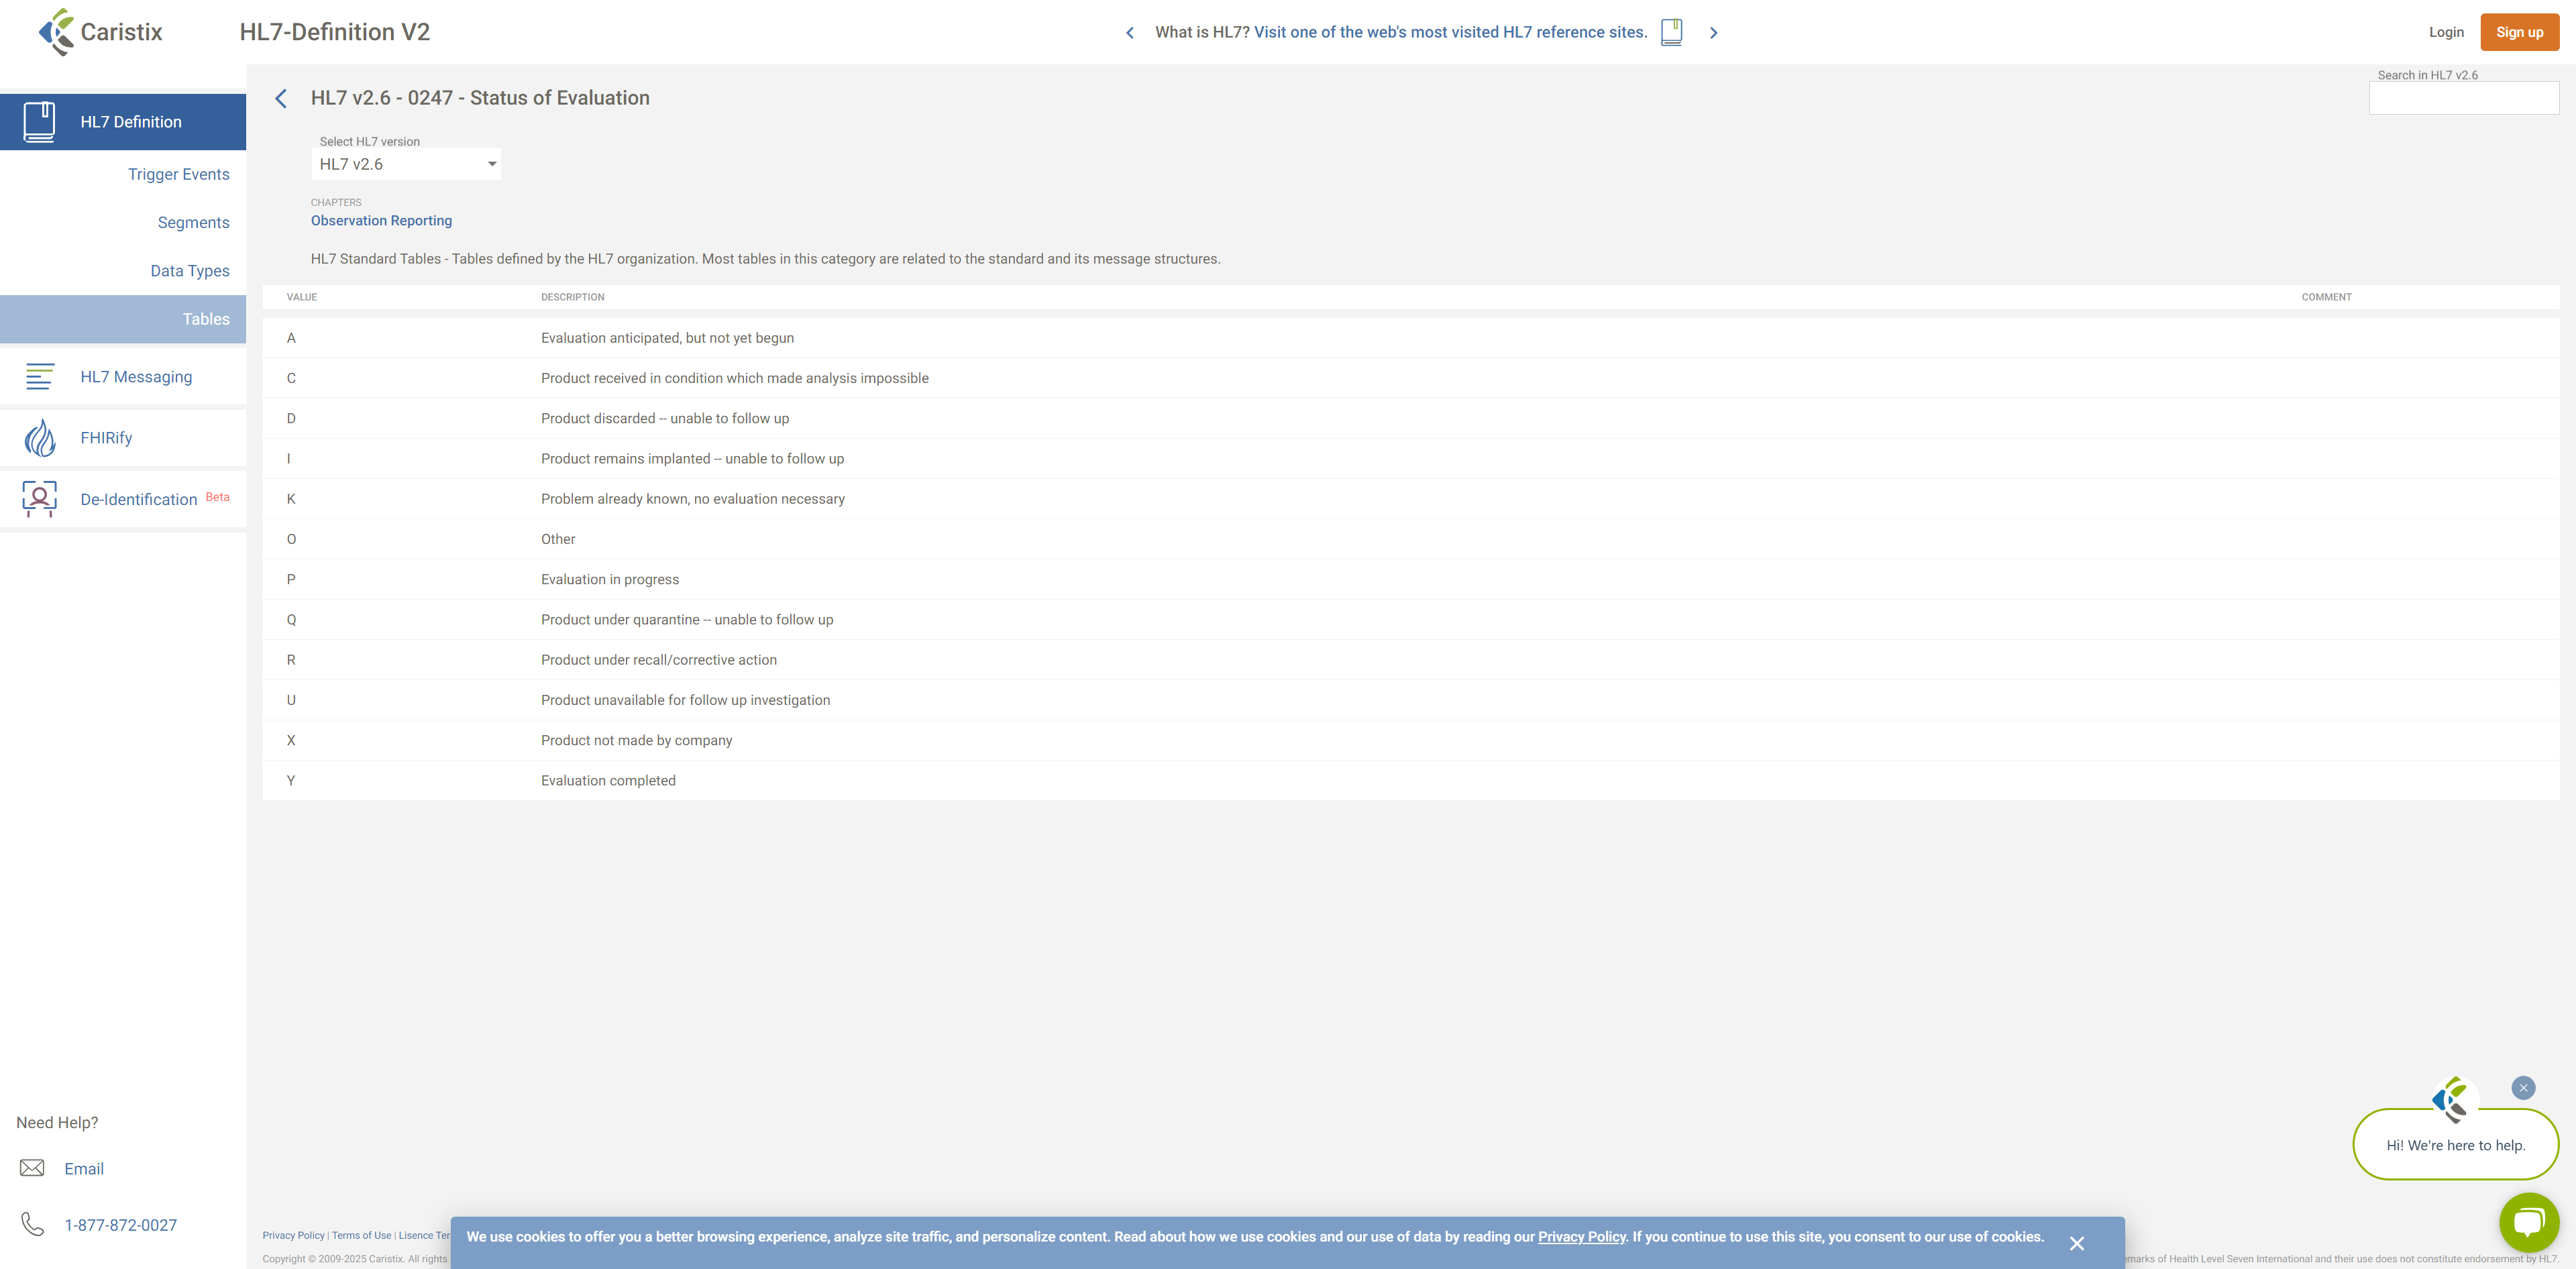 Caristix
HL7-Definition V2
What is HL7? Visit one of the web's most visited HL7 reference sites.
Login
Sign up
HL7 Definition
Trigger Events
Segments
Data Types
Tables
HL7 Messaging
FHIRify
De-Identification Beta
Need Help?
Email
1-877-872-0027
HL7 v2.6 - 0247 - Status of Evaluation
Search in HL7 v2.6
Select HL7 version
HL7 v2.6
CHAPTERS
Observation Reporting
HL7 Standard Tables - Tables defined by the HL7 organization. Most tables in this category are related to the standard and its message structures.
VALUE DESCRIPTION COMMENT
A Evaluation anticipated, but not yet begun
C Product received in condition which made analysis impossible
D Product discarded -- unable to follow up
I Product remains implanted -- unable to follow up
K Problem already known, no evaluation necessary
O Other
P Evaluation in progress
Q Product under quarantine -- unable to follow up
R Product under recall/corrective action
U Product unavailable for follow up investigation
X Product not made by company
Y Evaluation completed
Hi! We're here to help.
Privacy Policy | Terms of Use | Lisence Ter
We use cookies to offer you a better browsing experience, analyze site traffic, and personalize content. Read about how we use cookies and our use of data by reading our Privacy Policy. If you continue to use this site, you consent to our use of cookies.
Copyright © 2009-2025 Caristix. All rights
emarks of Health Level Seven International and their use does not constitute endorsement by HL7.